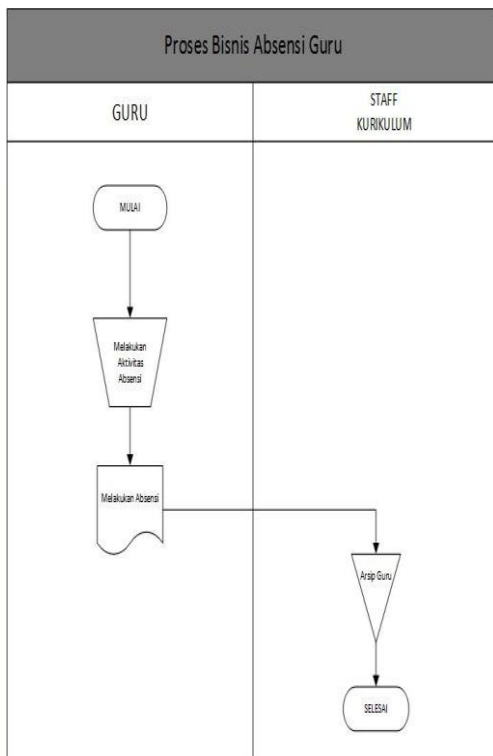 Proses Bisnis Absensi Guru
GURU
STAFF
KURIKULUM
MULAI
Melakukan
Aktivitas
Absensi
Melakukan Absensi
Arsip Guru
SELESAI